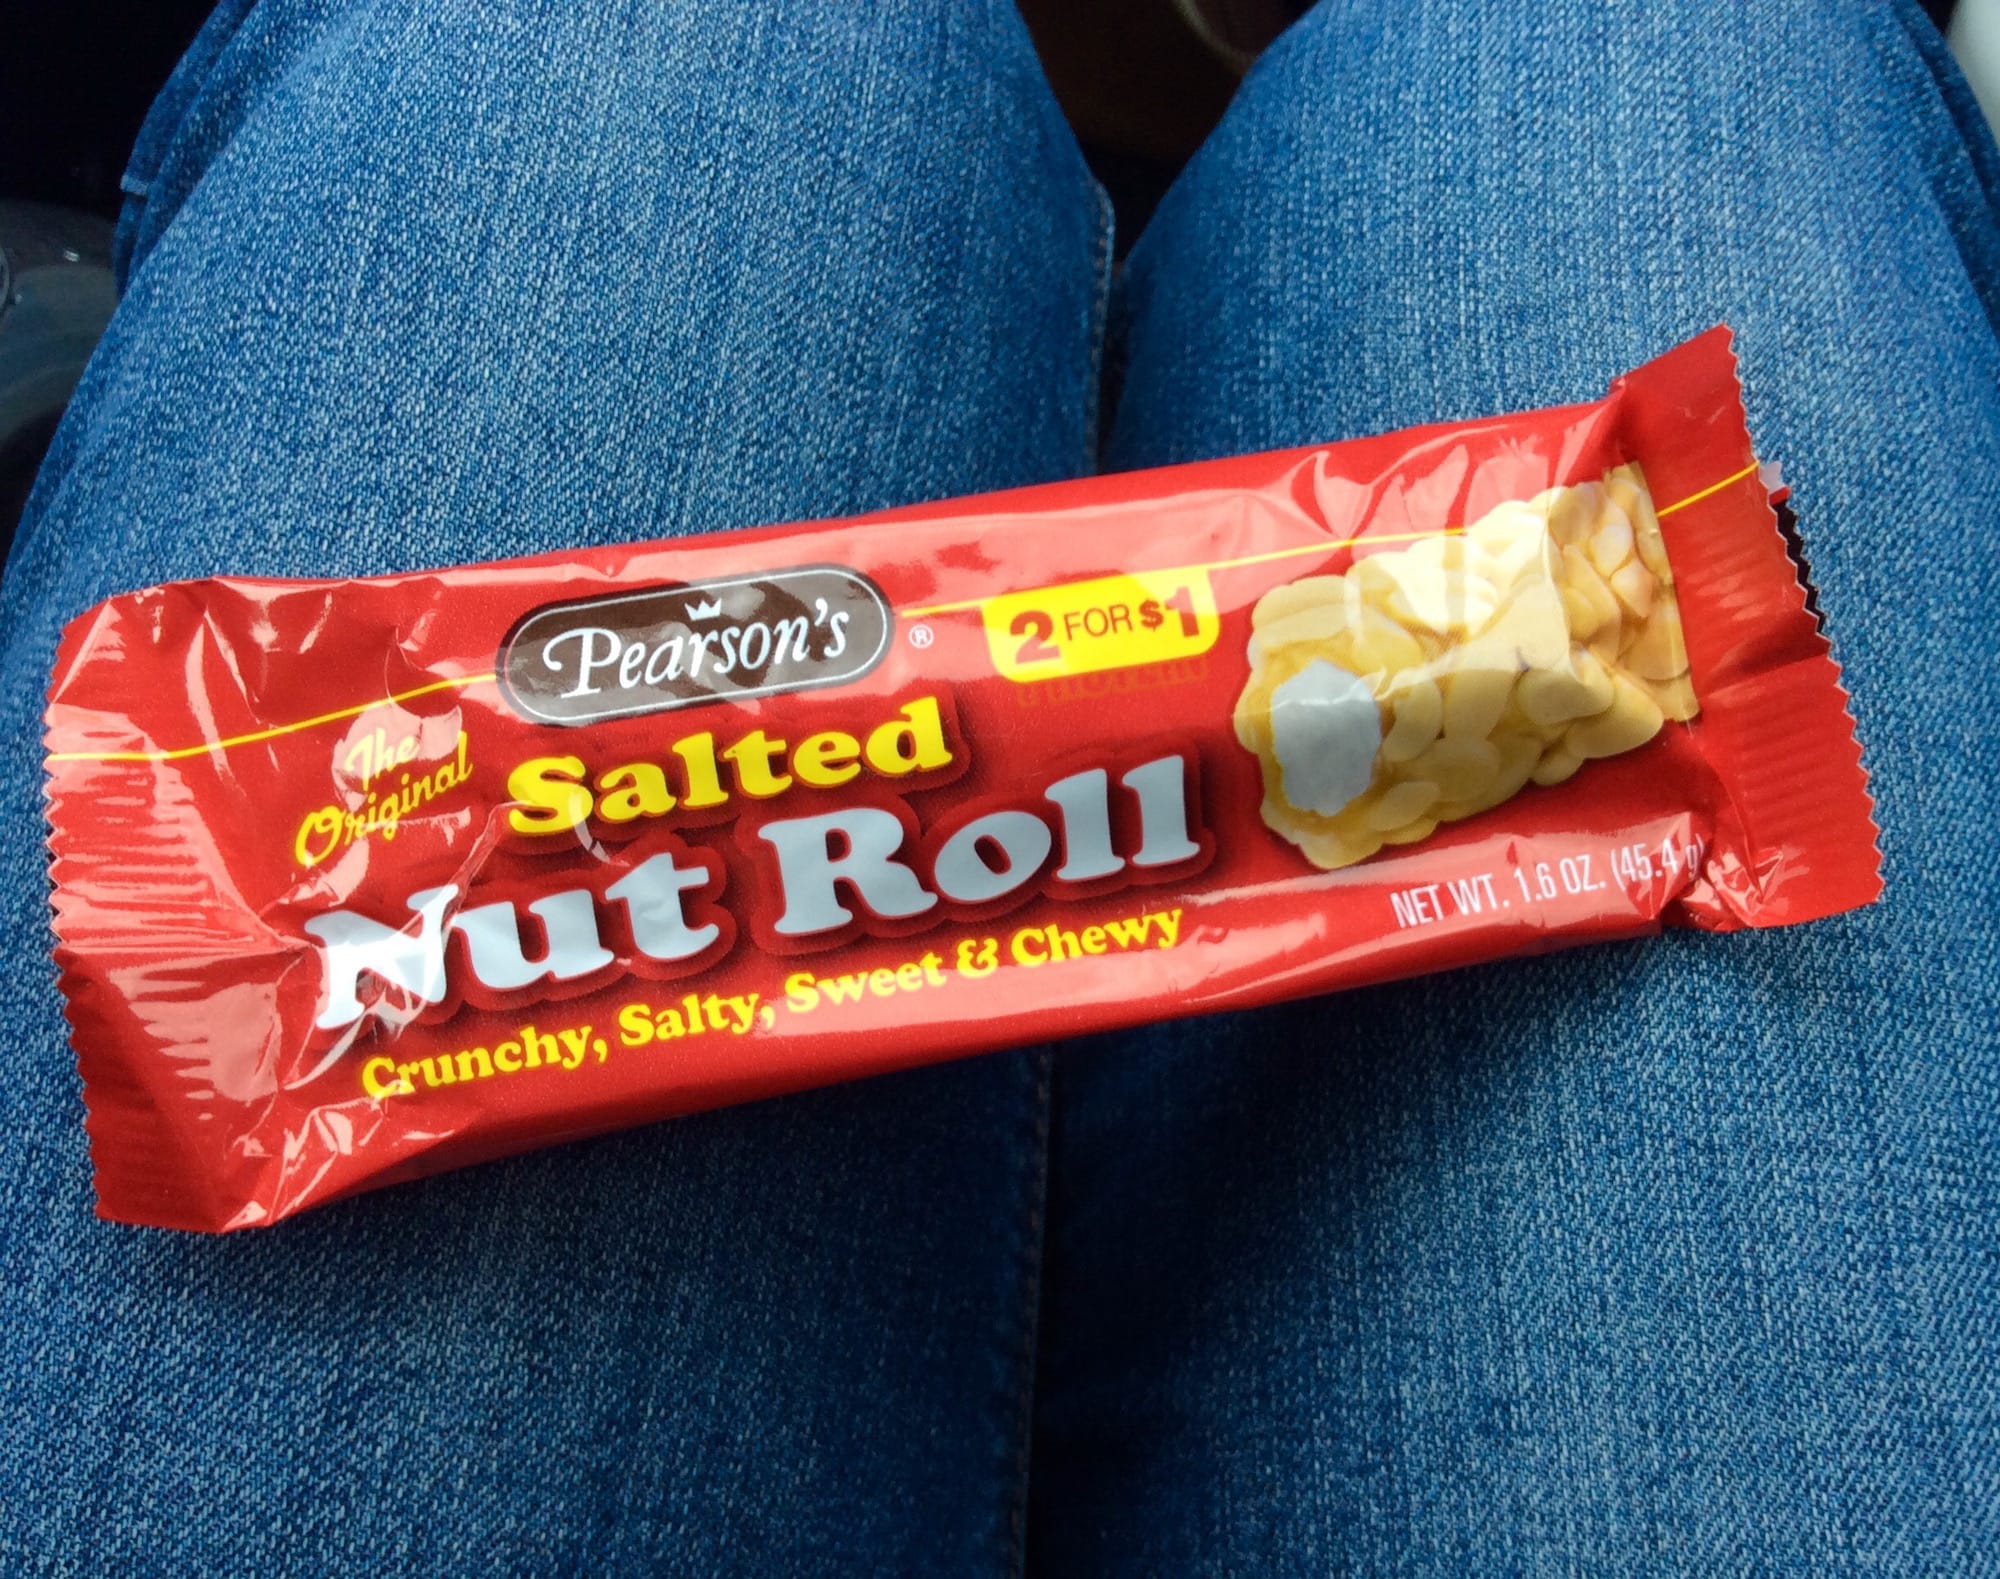 Pearson's ®
2 FOR $1
The
Original
Salted
Nut Roll
Crunchy, Salty, Sweet & Chewy
NET WT. 1.6 OZ. (45.4 g)